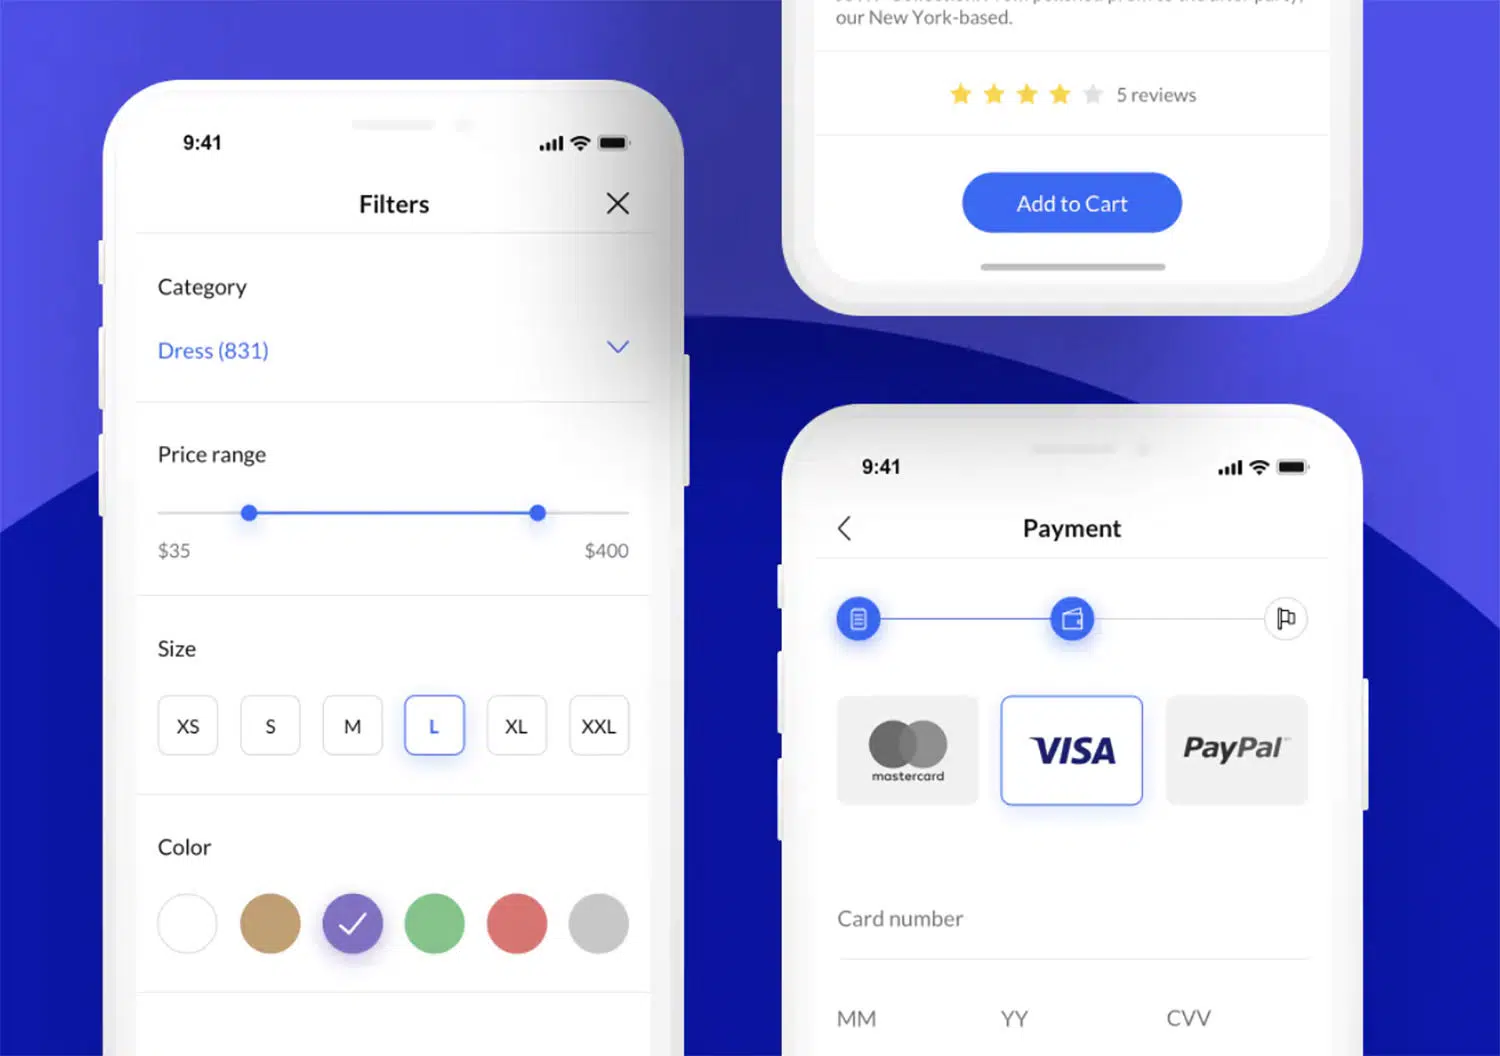 9:41
Filters
Category
Dress (831)
Price range
$35 $400
Size
XS S M L XL XXL
Color
our New York-based.
5 reviews
Add to Cart
9:41
Payment
mastercard VISA PayPal
Card number
MM YY CVV